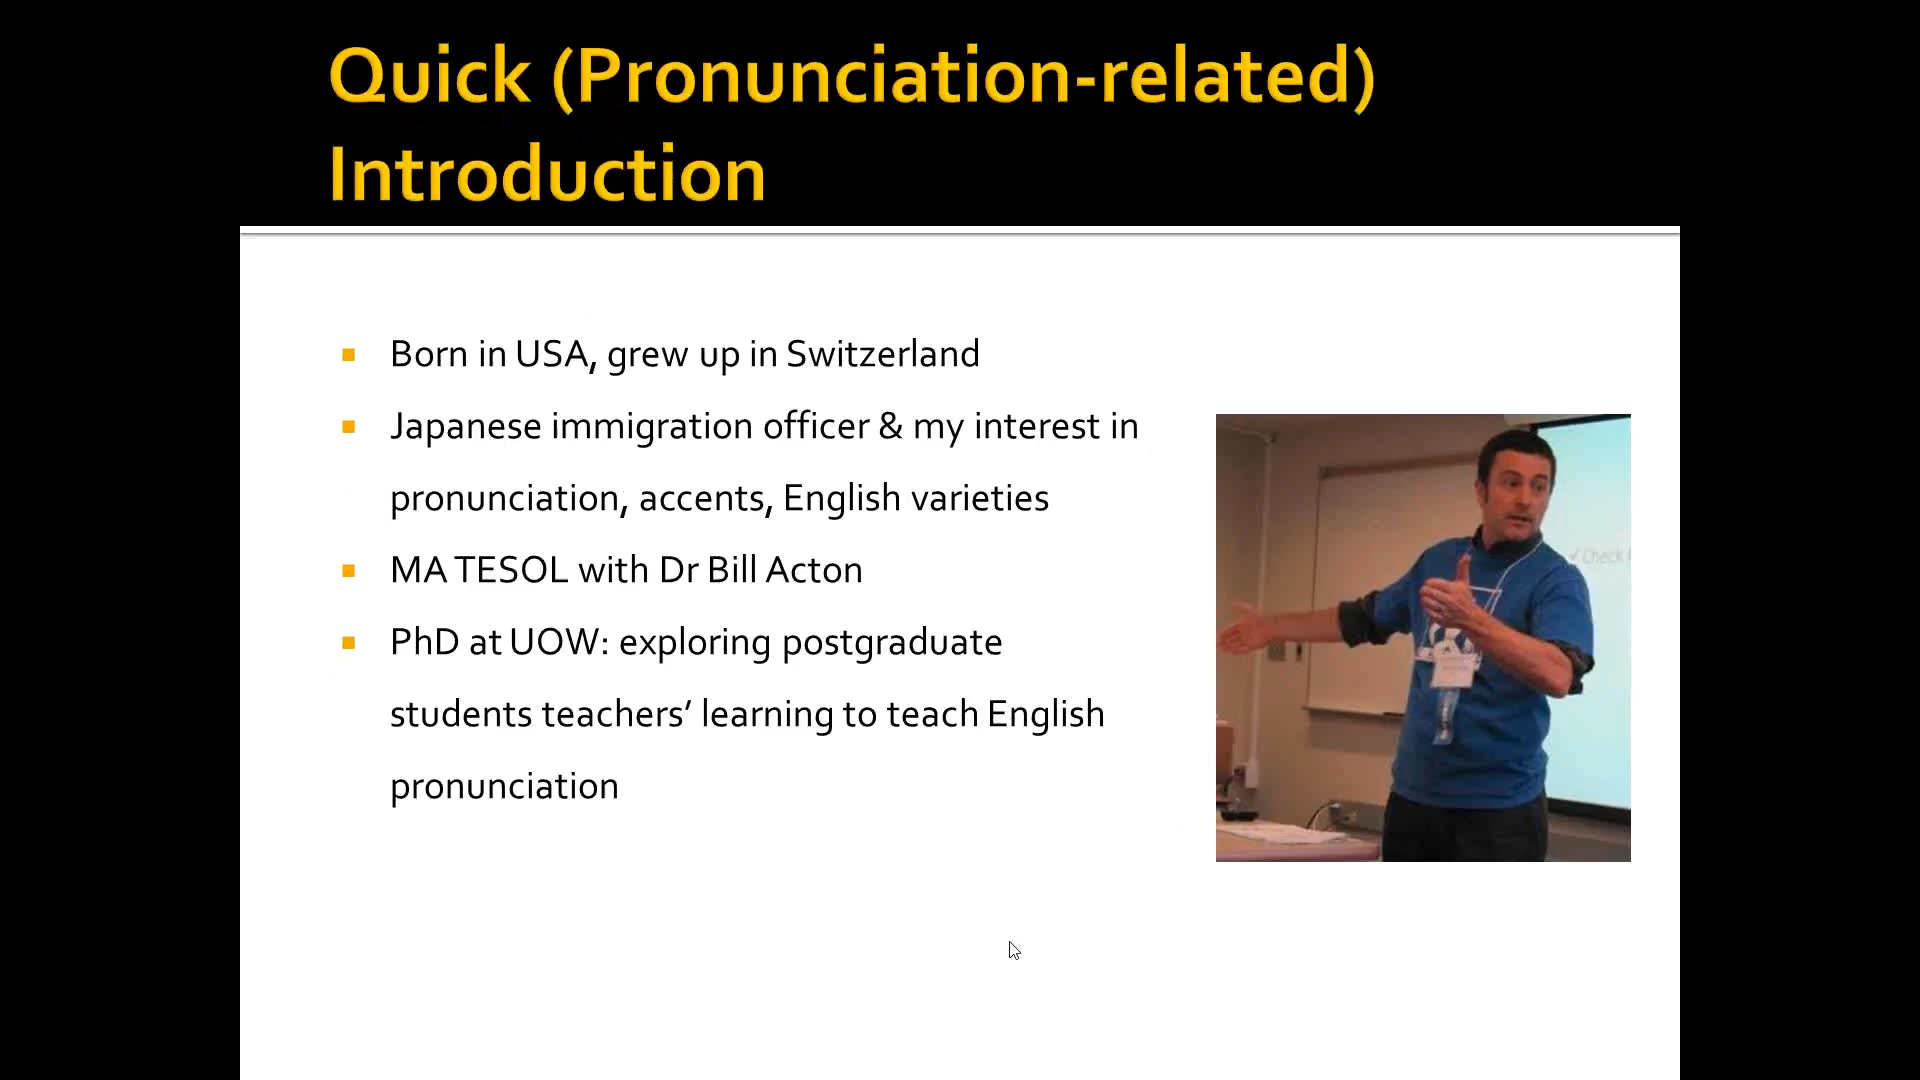 Quick (Pronunciation-related)
Introduction
Born in USA, grew up in Switzerland
Japanese immigration officer & my interest in
pronunciation, accents, English varieties
MA TESOL with Dr Bill Acton
PhD at UOW: exploring postgraduate
students teachers’ learning to teach English
pronunciation
✓ Check